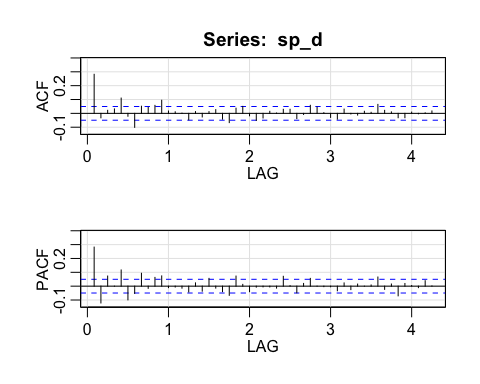 Series: sp_d
ACF
0.2
-0.1
0 1 2 3 4
LAG
PACF
0.2
-0.1
0 1 2 3 4
LAG